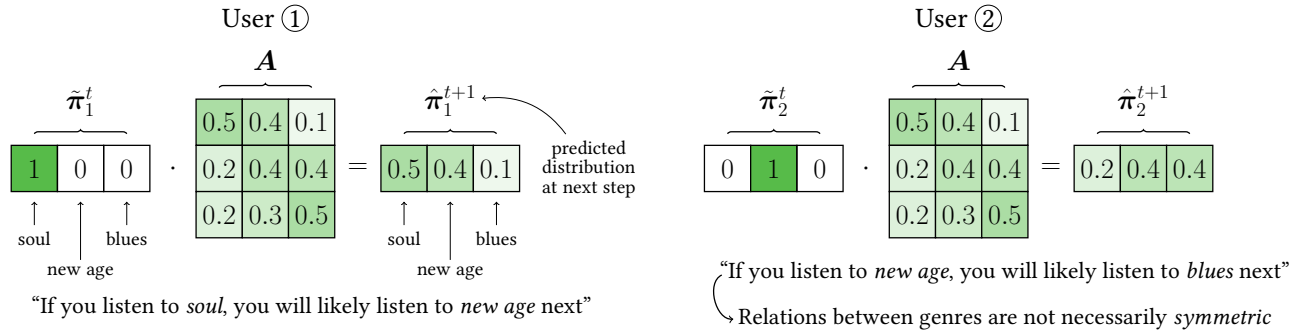 User ①
A
π̃₁ᵗ
π̂₁ᵗ⁺¹
1 0 0
·
0.5 0.4 0.1
0.2 0.4 0.4
0.2 0.3 0.5
=
0.5 0.4 0.1
predicted
distribution
at next step
soul
blues
new age
soul
blues
new age
“If you listen to soul, you will likely listen to new age next”
User ②
A
π̃₂ᵗ
π̂₂ᵗ⁺¹
0 1 0
·
0.5 0.4 0.1
0.2 0.4 0.4
0.2 0.3 0.5
=
0.2 0.4 0.4
“If you listen to new age, you will likely listen to blues next”
Relations between genres are not necessarily symmetric